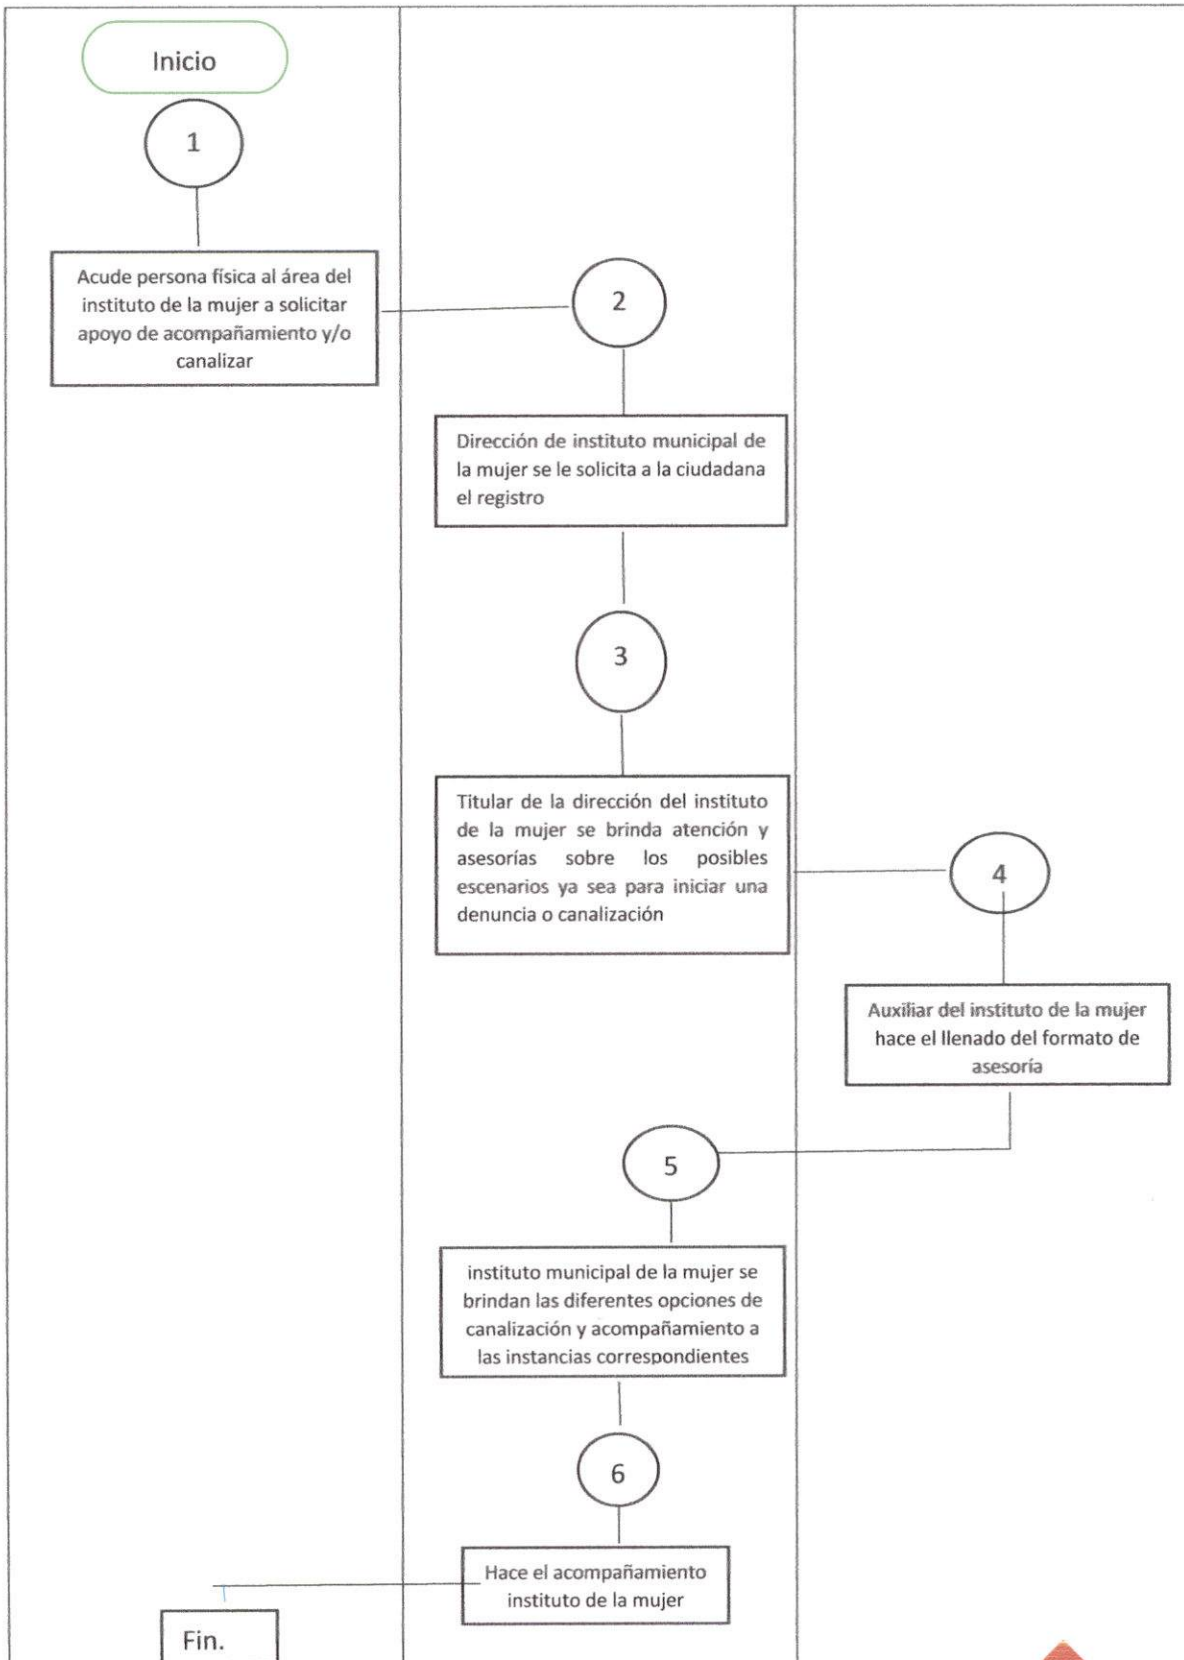 Inicio
1
Acude persona física al área del
instituto de la mujer a solicitar
apoyo de acompañamiento y/o
canalizar
2
Dirección de instituto municipal de
la mujer se le solicita a la ciudadana
el registro
3
Titular de la dirección del instituto
de la mujer se brinda atención y
asesorías sobre los posibles
escenarios ya sea para iniciar una
denuncia o canalización
4
Auxiliar del instituto de la mujer
hace el llenado del formato de
asesoría
5
instituto municipal de la mujer se
brindan las diferentes opciones de
canalización y acompañamiento a
las instancias correspondientes
6
Hace el acompañamiento
instituto de la mujer
Fin.